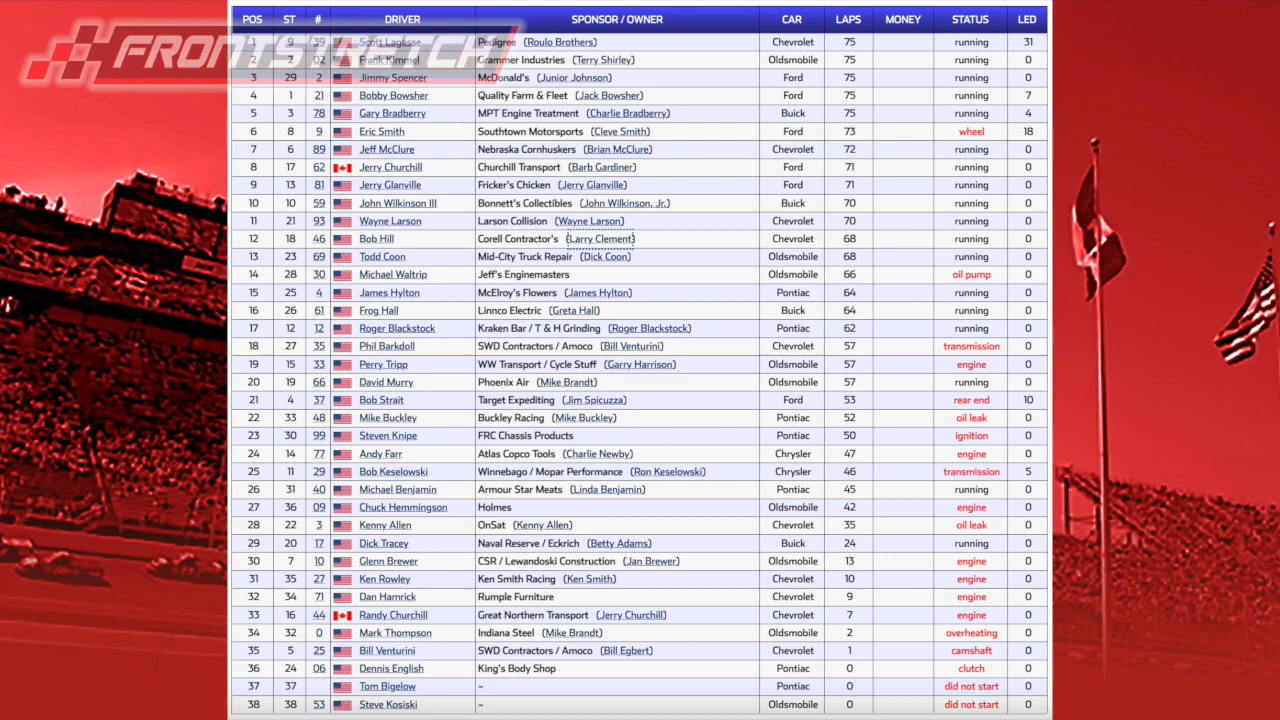 FRONTSTRETCH
POS ST # DRIVER SPONSOR / OWNER CAR LAPS MONEY STATUS LED
1 9 39 Scott Lagasse Pedigree (Roulo Brothers) Chevrolet 75 running 31
2 2 02 Frank Kimmel Grammer Industries (Terry Shirley) Oldsmobile 75 running 0
3 29 2 Jimmy Spencer McDonald's (Junior Johnson) Ford 75 running 0
4 1 21 Bobby Bowsher Quality Farm & Fleet (Jack Bowsher) Ford 75 running 7
5 3 78 Gary Bradberry MPT Engine Treatment (Charlie Bradberry) Buick 75 running 4
6 8 9 Eric Smith Southtown Motorsports (Cleve Smith) Ford 73 wheel 18
7 6 89 Jeff McClure Nebraska Cornhuskers (Brian McClure) Chevrolet 72 running 0
8 17 62 Jerry Churchill Churchill Transport (Barb Gardiner) Ford 71 running 0
9 13 81 Jerry Glanville Fricker's Chicken (Jerry Glanville) Ford 71 running 0
10 10 59 John Wilkinson III Bonnett's Collectibles (John Wilkinson, Jr.) Buick 70 running 0
11 21 93 Wayne Larson Larson Collision (Wayne Larson) Chevrolet 70 running 0
12 18 46 Bob Hill Corell Contractor's (Larry Clement) Chevrolet 68 running 0
13 23 69 Todd Coon Mid-City Truck Repair (Dick Coon) Oldsmobile 68 running 0
14 28 30 Michael Waltrip Jeff's Enginemasters Oldsmobile 66 oil pump 0
15 25 4 James Hylton McElroy's Flowers (James Hylton) Pontiac 64 running 0
16 26 61 Frog Hall Linnco Electric (Greta Hall) Buick 64 running 0
17 12 12 Roger Blackstock Kraken Bar / T & H Grinding (Roger Blackstock) Pontiac 62 running 0
18 27 35 Phil Barkdoll SWD Contractors / Amoco (Bill Venturini) Chevrolet 57 transmission 0
19 15 33 Perry Tripp WW Transport / Cycle Stuff (Garry Harrison) Oldsmobile 57 engine 0
20 19 66 David Murry Phoenix Air (Mike Brandt) Oldsmobile 57 running 0
21 4 37 Bob Strait Target Expediting (Jim Spicuzza) Ford 53 rear end 10
22 33 48 Mike Buckley Buckley Racing (Mike Buckley) Pontiac 52 oil leak 0
23 30 99 Steven Knipe FRC Chassis Products Pontiac 50 ignition 0
24 14 77 Andy Farr Atlas Copco Tools (Charlie Newby) Chrysler 47 engine 0
25 11 29 Bob Keselowski Winnebago / Mopar Performance (Ron Keselowski) Chrysler 46 transmission 5
26 31 40 Michael Benjamin Armour Star Meats (Linda Benjamin) Pontiac 45 running 0
27 36 09 Chuck Hemmingson Holmes Oldsmobile 42 engine 0
28 22 3 Kenny Allen OnSat (Kenny Allen) Chevrolet 35 oil leak 0
29 20 17 Dick Tracey Naval Reserve / Eckrich (Betty Adams) Buick 24 running 0
30 7 10 Glenn Brewer CSR / Lewandoski Construction (Jan Brewer) Oldsmobile 13 engine 0
31 35 27 Ken Rowley Ken Smith Racing (Ken Smith) Chevrolet 10 engine 0
32 34 71 Dan Hamrick Rumple Furniture Chevrolet 9 engine 0
33 16 44 Randy Churchill Great Northern Transport (Jerry Churchill) Chevrolet 7 engine 0
34 32 0 Mark Thompson Indiana Steel (Mike Brandt) Oldsmobile 2 overheating 0
35 5 25 Bill Venturini SWD Contractors / Amoco (Bill Egbert) Chevrolet 1 camshaft 0
36 24 06 Dennis English King's Body Shop Pontiac 0 clutch 0
37 37 Tom Bigelow – Pontiac 0 did not start 0
38 38 53 Steve Kosiski – Oldsmobile 0 did not start 0